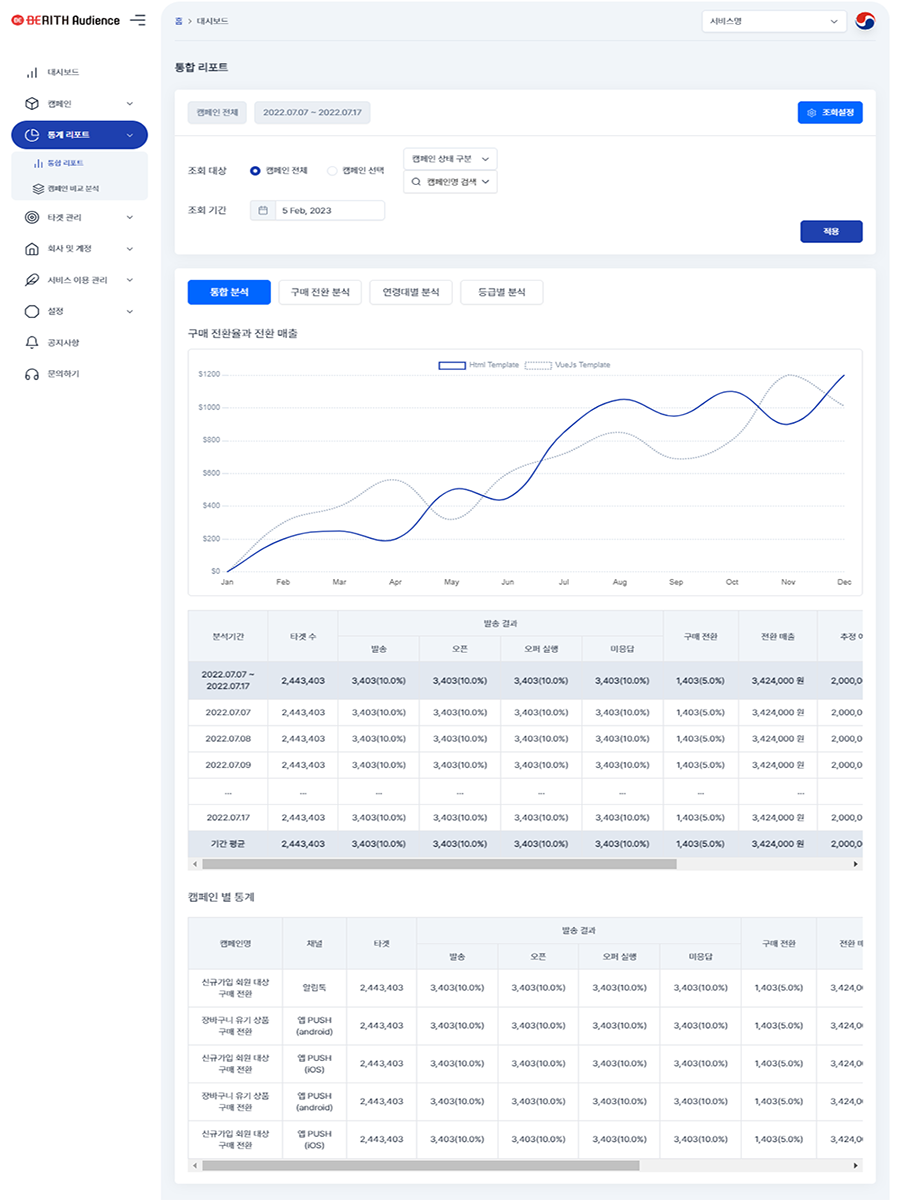 BERITH Audience
홈 > 대시보드
서비스명
대시보드
캠페인
통계 리포트
통합 리포트
캠페인 비교 분석
타겟 관리
회사 및 계정
서비스 이용 관리
설정
공지사항
문의하기
통합 리포트
캠페인 전체 2022.07.07 ~ 2022.07.17
조회설정
조회 대상 캠페인 전체 캠페인 선택 캠페인 상태 구분
캠페인명 검색
조회 기간 5 Feb, 2023
적용
통합 분석 구매 전환 분석 연령대별 분석 등급별 분석
구매 전환율과 전환 매출
Html Template VueJs Template
$1200
$1000
$800
$600
$400
$200
$0
Jan Feb Mar Apr May Jun Jul Aug Sep Oct Nov Dec
분석기간 타겟 수 발송 결과 구매 전환 전환 매출 추정
발송 오픈 오퍼 실행 미응답
2022.07.07 ~
2022.07.17 2,443,403 3,403(10.0%) 3,403(10.0%) 3,403(10.0%) 3,403(10.0%) 1,403(5.0%) 3,424,000 원 2,000,0
2022.07.07 2,443,403 3,403(10.0%) 3,403(10.0%) 3,403(10.0%) 3,403(10.0%) 1,403(5.0%) 3,424,000 원 2,000,0
2022.07.08 2,443,403 3,403(10.0%) 3,403(10.0%) 3,403(10.0%) 3,403(10.0%) 1,403(5.0%) 3,424,000 원 2,000,0
2022.07.09 2,443,403 3,403(10.0%) 3,403(10.0%) 3,403(10.0%) 3,403(10.0%) 1,403(5.0%) 3,424,000 원 2,000,0
... ... ... ... ... ... ... ...
2022.07.17 2,443,403 3,403(10.0%) 3,403(10.0%) 3,403(10.0%) 3,403(10.0%) 1,403(5.0%) 3,424,000 원 2,000,0
기간 평균 2,443,403 3,403(10.0%) 3,403(10.0%) 3,403(10.0%) 3,403(10.0%) 1,403(5.0%) 3,424,000 원 2,000,0
캠페인 별 통계
캠페인명 채널 타겟 발송 결과 구매 전환 전환
발송 오픈 오퍼 실행 미응답
신규가입 회원 대상
구매 전환 알림톡 2,443,403 3,403(10.0%) 3,403(10.0%) 3,403(10.0%) 3,403(10.0%) 1,403(5.0%) 3,424,0
장바구니 유기 상품 앱 PUSH
구매 전환 (android) 2,443,403 3,403(10.0%) 3,403(10.0%) 3,403(10.0%) 3,403(10.0%) 1,403(5.0%) 3,424,0
신규가입 회원 대상 앱 PUSH
구매 전환 (iOS) 2,443,403 3,403(10.0%) 3,403(10.0%) 3,403(10.0%) 3,403(10.0%) 1,403(5.0%) 3,424,0
장바구니 유기 상품 앱 PUSH
구매 전환 (android) 2,443,403 3,403(10.0%) 3,403(10.0%) 3,403(10.0%) 3,403(10.0%) 1,403(5.0%) 3,424,0
신규가입 회원 대상 앱 PUSH
구매 전환 (iOS) 2,443,403 3,403(10.0%) 3,403(10.0%) 3,403(10.0%) 3,403(10.0%) 1,403(5.0%) 3,424,0